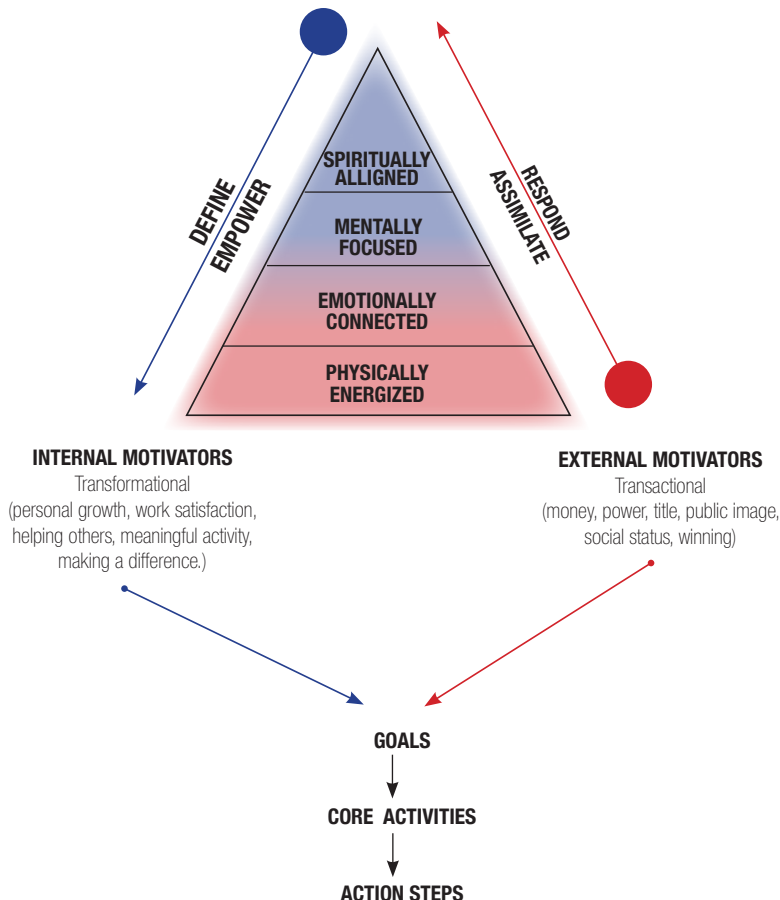 DEFINE
EMPOWER
RESPOND
ASSIMILATE
SPIRITUALLY
ALLIGNED
MENTALLY
FOCUSED
EMOTIONALLY
CONNECTED
PHYSICALLY
ENERGIZED
INTERNAL MOTIVATORS
Transformational
(personal growth, work satisfaction,
helping others, meaningful activity,
making a difference.)
EXTERNAL MOTIVATORS
Transactional
(money, power, title, public image,
social status, winning)
GOALS
CORE ACTIVITIES
ACTION STEPS